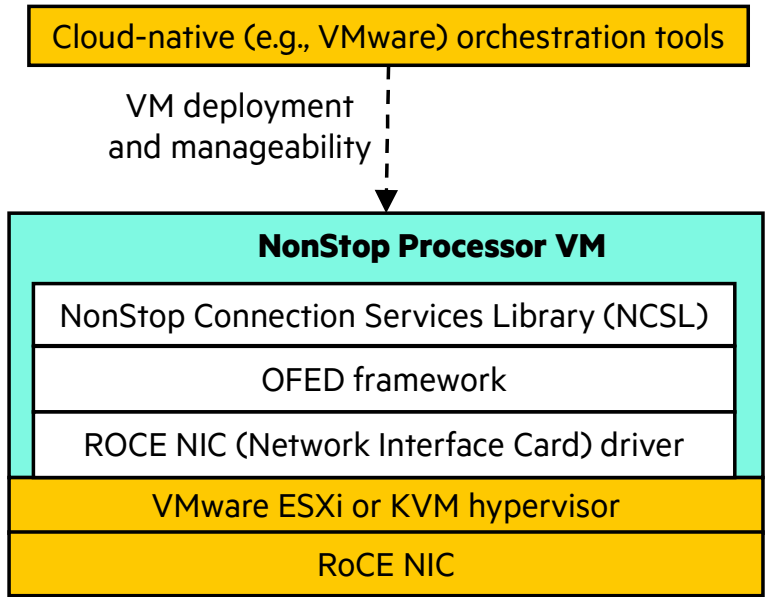 Cloud-native (e.g., VMware) orchestration tools
VM deployment
and manageability
NonStop Processor VM
NonStop Connection Services Library (NCSL)
OFED framework
ROCE NIC (Network Interface Card) driver
VMware ESXi or KVM hypervisor
RoCE NIC